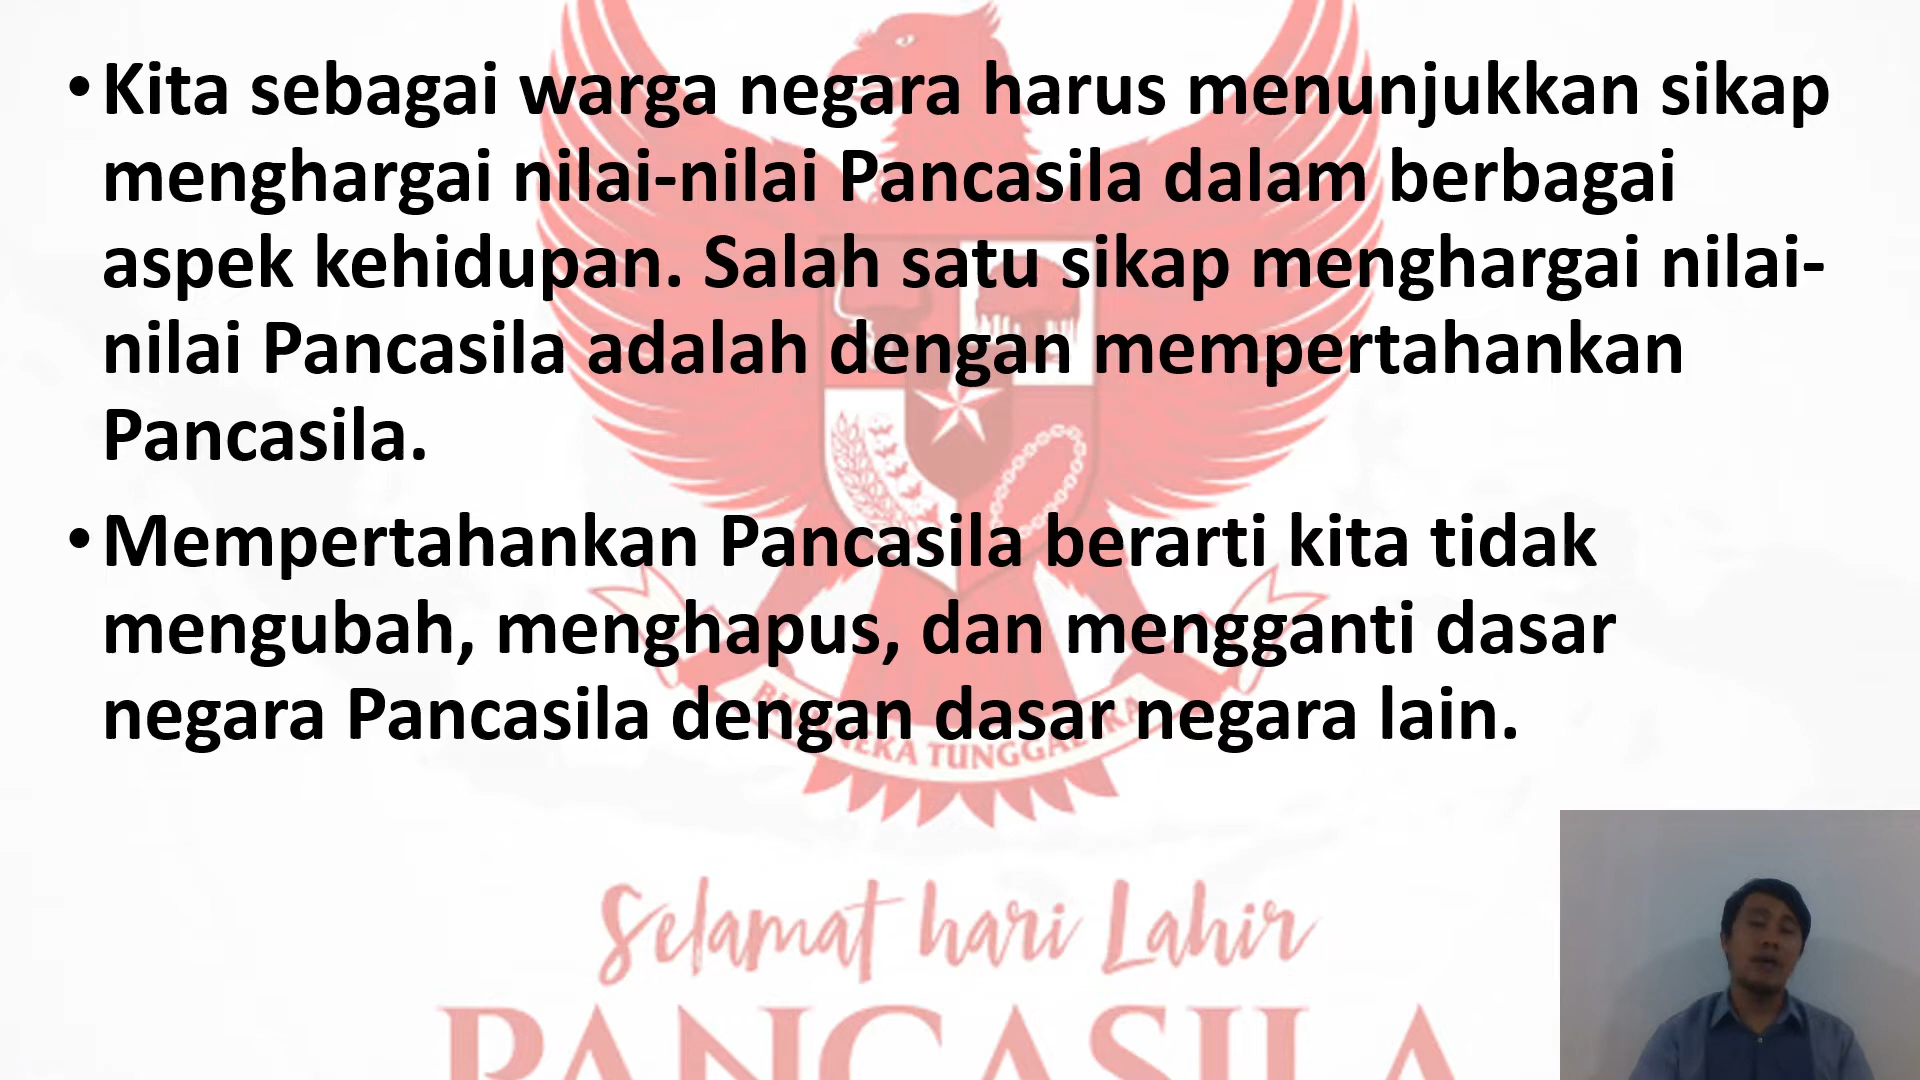 • Kita sebagai warga negara harus menunjukkan sikap
menghargai nilai-nilai Pancasila dalam berbagai
aspek kehidupan. Salah satu sikap menghargai nilai-
nilai Pancasila adalah dengan mempertahankan
Pancasila.
• Mempertahankan Pancasila berarti kita tidak
mengubah, menghapus, dan mengganti dasar
negara Pancasila dengan dasar negara lain.
TUNGGAL
Selamat hari Lahir
PANCASILA